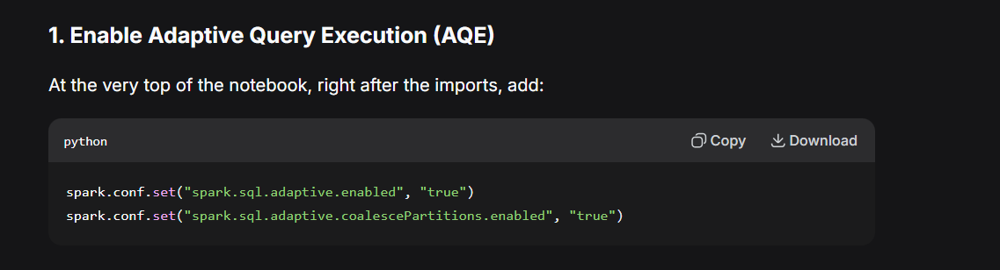 1. Enable Adaptive Query Execution (AQE)
At the very top of the notebook, right after the imports, add:
python
Copy
Download
spark.conf.set("spark.sql.adaptive.enabled", "true")
spark.conf.set("spark.sql.adaptive.coalescePartitions.enabled", "true")